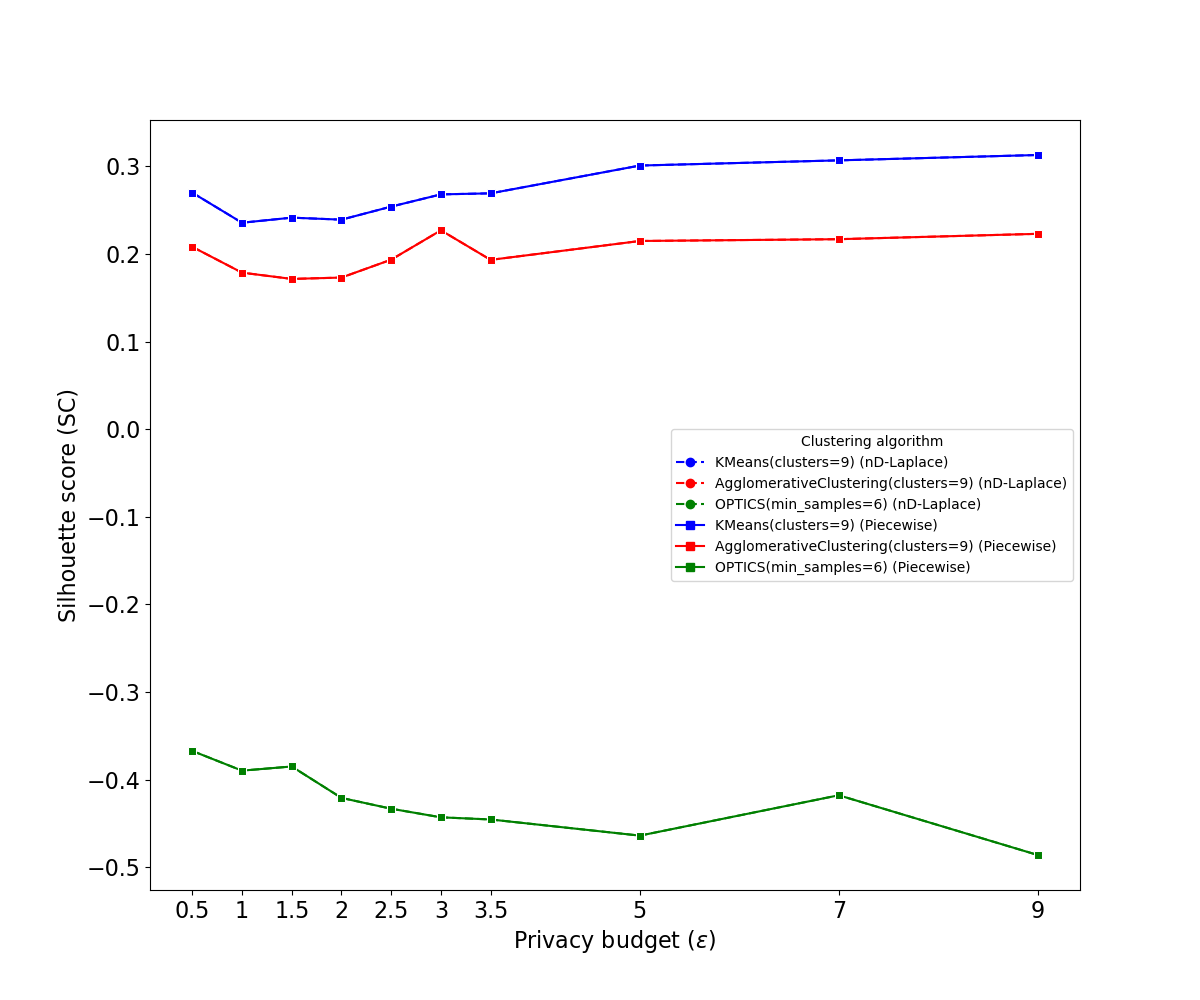 0.3
0.2
0.1
0.0
−0.1
−0.2
−0.3
−0.4
−0.5
Silhouette score (SC)
Clustering algorithm
KMeans(clusters=9) (nD-Laplace)
AgglomerativeClustering(clusters=9) (nD-Laplace)
OPTICS(min_samples=6) (nD-Laplace)
KMeans(clusters=9) (Piecewise)
AgglomerativeClustering(clusters=9) (Piecewise)
OPTICS(min_samples=6) (Piecewise)
0.5 1 1.5 2 2.5 3 3.5 5 7 9
Privacy budget (ε)